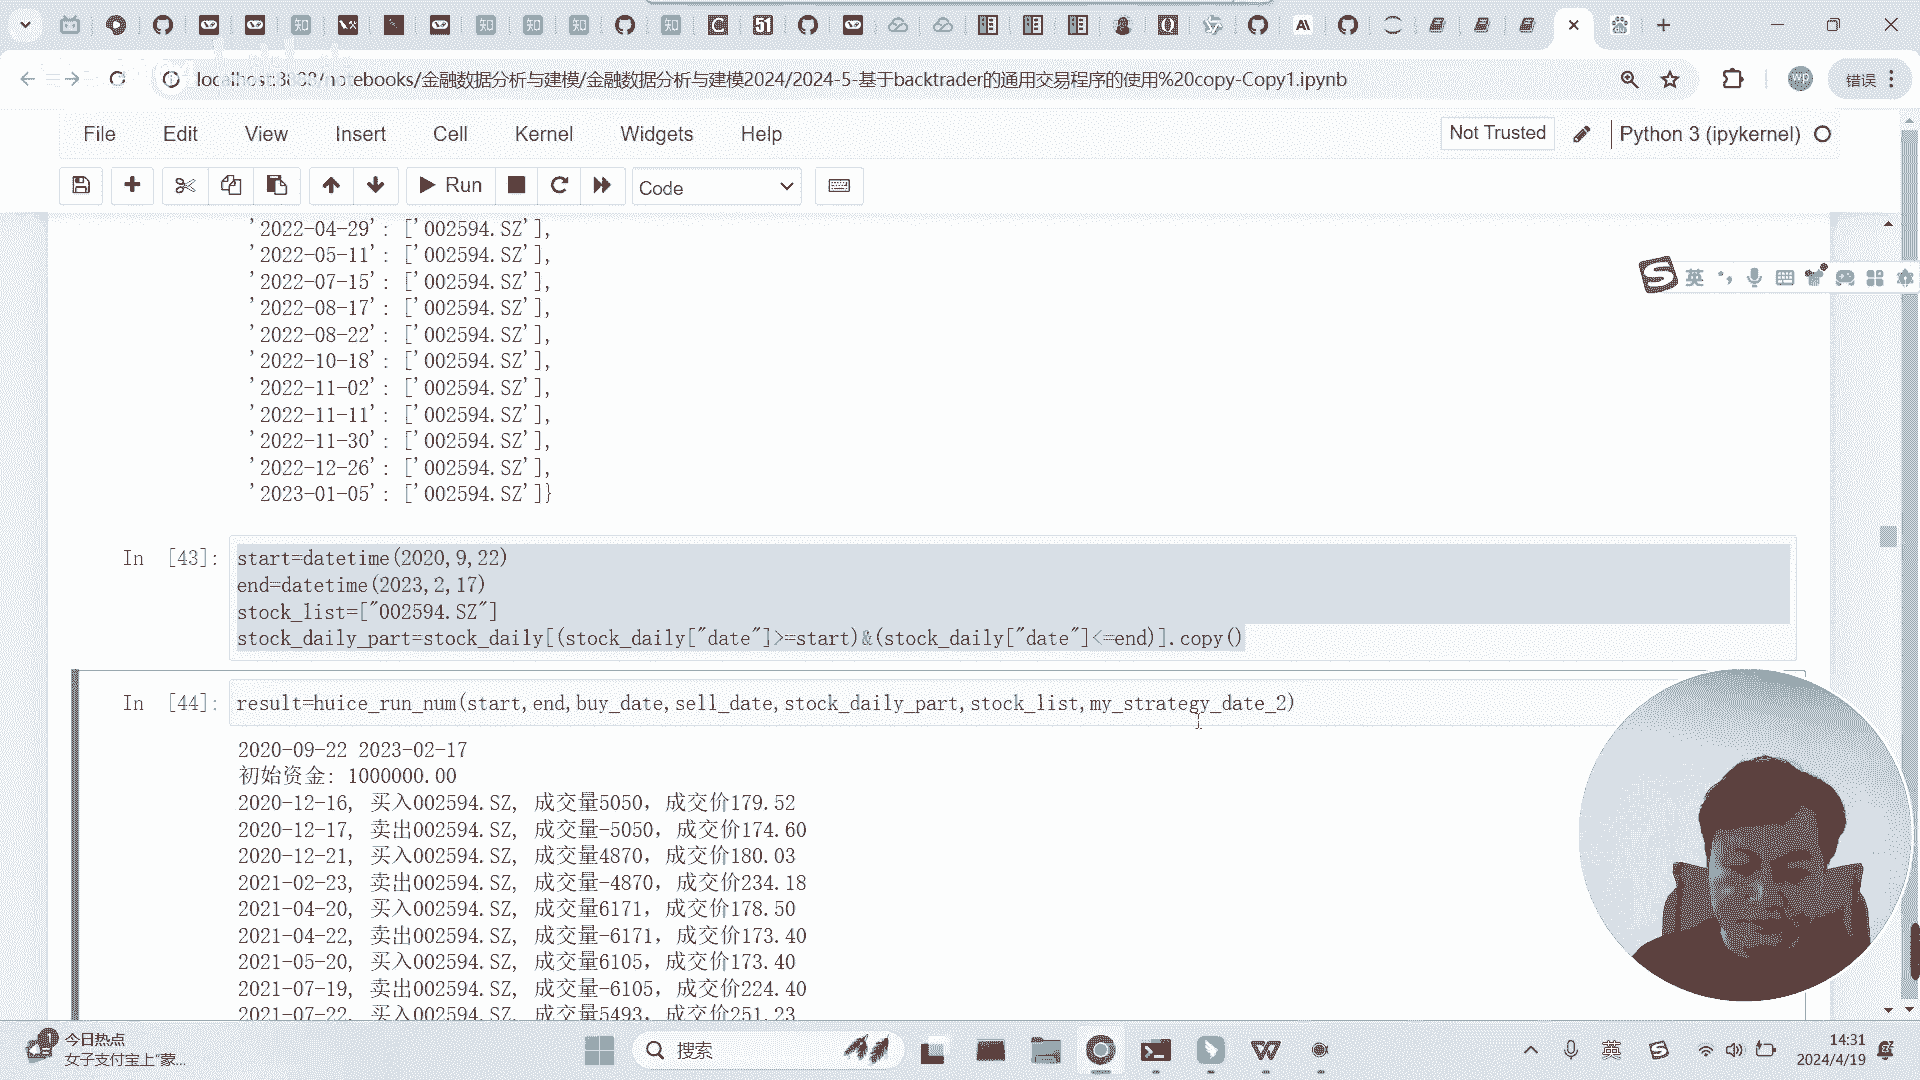 localhost:8888/notebooks/金融数据分析与建模/金融数据分析与建模2024/2024-5-基于backtrader的通用交易程序的使用%20copy-Copy1.ipynb
wp
错误
File Edit View Insert Cell Kernel Widgets Help
Not Trusted
Python 3 (ipykernel)
Run
Code
'2022-04-29': ['002594.SZ'],
'2022-05-11': ['002594.SZ'],
'2022-07-15': ['002594.SZ'],
'2022-08-17': ['002594.SZ'],
'2022-08-22': ['002594.SZ'],
'2022-10-18': ['002594.SZ'],
'2022-11-02': ['002594.SZ'],
'2022-11-11': ['002594.SZ'],
'2022-11-30': ['002594.SZ'],
'2022-12-26': ['002594.SZ'],
'2023-01-05': ['002594.SZ']}
英
In [43]:
start=datetime(2020,9,22)
end=datetime(2023,2,17)
stock_list=["002594.SZ"]
stock_daily_part=stock_daily[(stock_daily["date"]>=start)&(stock_daily["date"]<=end)].copy()
In [44]:
result=huice_run_num(start,end,buy_date,sell_date,stock_daily_part,stock_list,my_strategy_date_2)
2020-09-22 2023-02-17
初始资金: 1000000.00
2020-12-16, 买入002594.SZ, 成交量5050，成交价179.52
2020-12-17, 卖出002594.SZ, 成交量-5050，成交价174.60
2020-12-21, 买入002594.SZ, 成交量4870，成交价180.03
2021-02-23, 卖出002594.SZ, 成交量-4870，成交价234.18
2021-04-20, 买入002594.SZ, 成交量6171，成交价178.50
2021-04-22, 卖出002594.SZ, 成交量-6171，成交价173.40
2021-05-20, 买入002594.SZ, 成交量6105，成交价173.40
2021-07-19, 卖出002594.SZ, 成交量-6105，成交价224.40
2021-07-22, 买入002594.SZ, 成交量5493，成交价251.23
今日热点
女子支付宝上“蒙...
搜索
英
14:31
2024/4/19